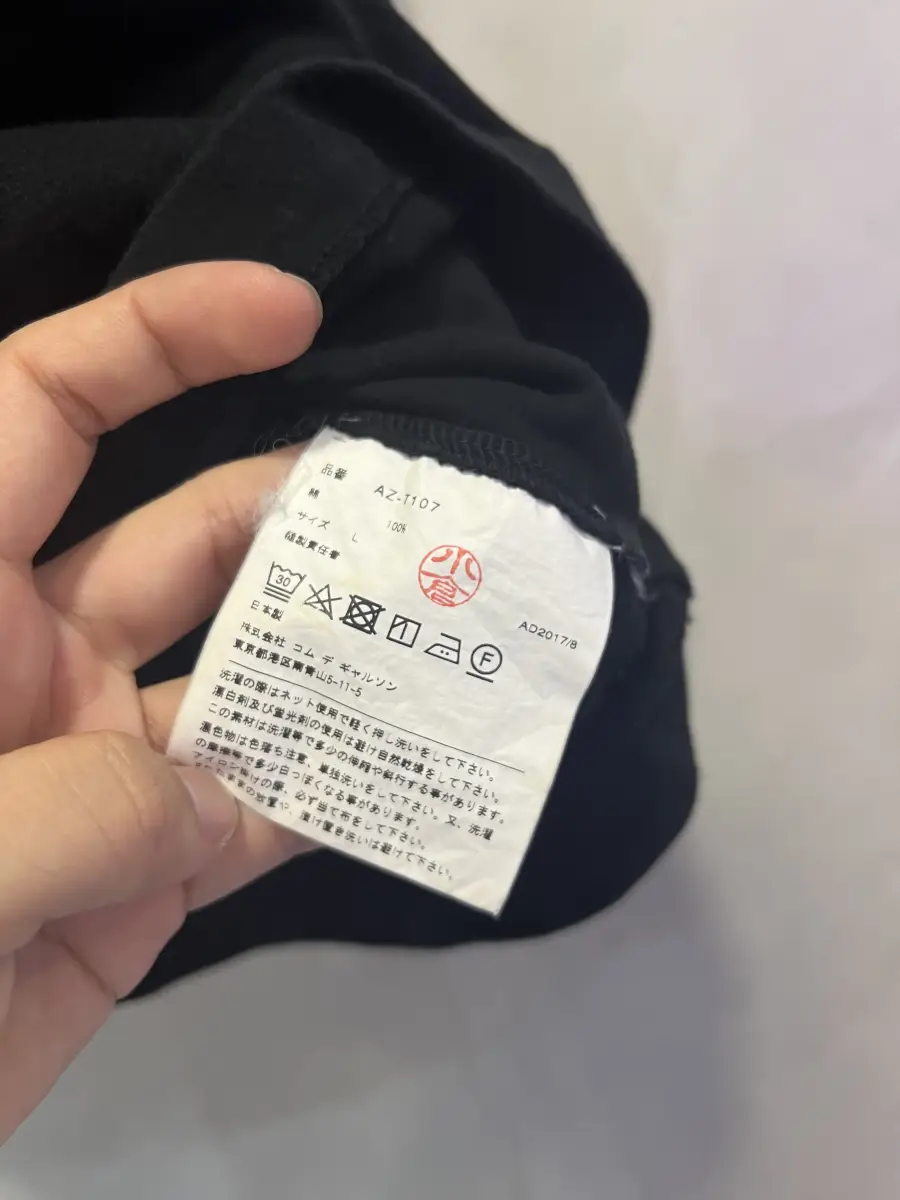 品番 AZ-T107
綿 100%
サイズ L
縫製責任者
小倉
30
F
日本製
AD2017/8
株式会社 コム デ ギャルソン
東京都港区南青山5-11-5
洗濯の際はネット使用で軽く押し洗いをして下さい。
漂白剤及び蛍光剤の使用は避け自然乾燥をして下さい。
この素材は洗濯等で多少の伸縮や斜行する事があります。
濃色物は色落ち注意、単独洗いをして下さい。又、洗濯
の摩擦等で多少白っぽくなる事があります。
アイロン掛けの際、必ず当て布をして下さい。
の放置や、漬け置き洗いは避けて下さい。